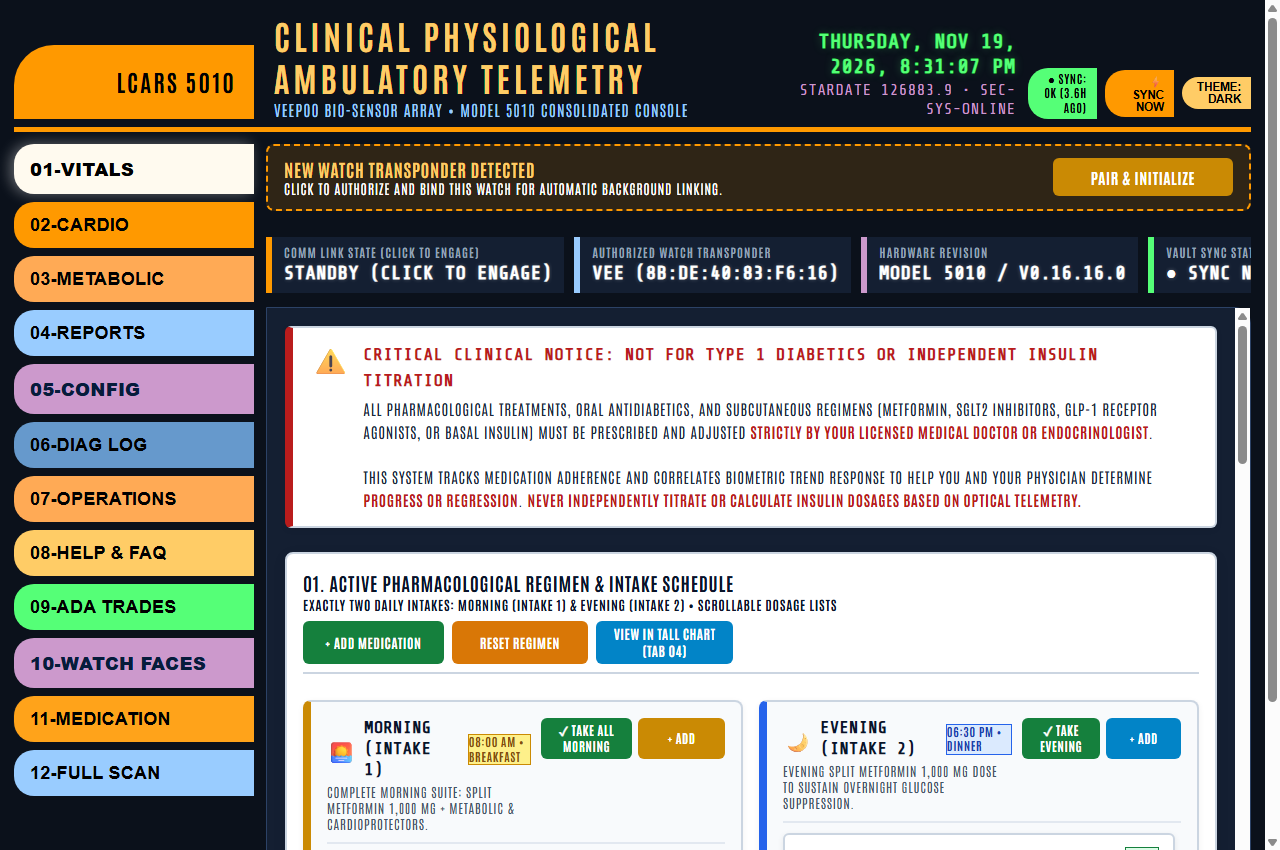 LCARS 5010
CLINICAL PHYSIOLOGICAL
AMBULATORY TELEMETRY
VEEPOO BIO-SENSOR ARRAY • MODEL 5010 CONSOLIDATED CONSOLE
THURSDAY, NOV 19,
2026, 8:31:07 PM
STARDATE 126883.9 · SEC-
SYS-ONLINE
● SYNC:
OK (3.6H
AGO)
SYNC
NOW
THEME:
DARK
01-VITALS
02-CARDIO
03-METABOLIC
04-REPORTS
05-CONFIG
06-DIAG LOG
07-OPERATIONS
08-HELP & FAQ
09-ADA TRADES
10-WATCH FACES
11-MEDICATION
12-FULL SCAN
NEW WATCH TRANSPONDER DETECTED
CLICK TO AUTHORIZE AND BIND THIS WATCH FOR AUTOMATIC BACKGROUND LINKING.
PAIR & INITIALIZE
COMM LINK STATE (CLICK TO ENGAGE)
STANDBY (CLICK TO ENGAGE)
AUTHORIZED WATCH TRANSPONDER
VEE (8B:DE:40:83:F6:16)
HARDWARE REVISION
MODEL 5010 / V0.16.16.0
VAULT SYNC STAT
● SYNC N
CRITICAL CLINICAL NOTICE: NOT FOR TYPE 1 DIABETICS OR INDEPENDENT INSULIN
TITRATION
ALL PHARMACOLOGICAL TREATMENTS, ORAL ANTIDIABETICS, AND SUBCUTANEOUS REGIMENS (METFORMIN, SGLT2 INHIBITORS, GLP-1 RECEPTOR
AGONISTS, OR BASAL INSULIN) MUST BE PRESCRIBED AND ADJUSTED STRICTLY BY YOUR LICENSED MEDICAL DOCTOR OR ENDOCRINOLOGIST.
THIS SYSTEM TRACKS MEDICATION ADHERENCE AND CORRELATES BIOMETRIC TREND RESPONSE TO HELP YOU AND YOUR PHYSICIAN DETERMINE
PROGRESS OR REGRESSION. NEVER INDEPENDENTLY TITRATE OR CALCULATE INSULIN DOSAGES BASED ON OPTICAL TELEMETRY.
01. ACTIVE PHARMACOLOGICAL REGIMEN & INTAKE SCHEDULE
EXACTLY TWO DAILY INTAKES: MORNING (INTAKE 1) & EVENING (INTAKE 2) • SCROLLABLE DOSAGE LISTS
+ ADD MEDICATION
RESET REGIMEN
VIEW IN TALL CHART
(TAB 04)
MORNING
(INTAKE
1)
08:00 AM •
BREAKFAST
✓ TAKE ALL
MORNING
+ ADD
COMPLETE MORNING SUITE: SPLIT
METFORMIN 1,000 MG + METABOLIC &
CARDIOPROTECTORS.
EVENING
(INTAKE 2)
06:30 PM •
DINNER
✓ TAKE
EVENING
+ ADD
EVENING SPLIT METFORMIN 1,000 MG DOSE
TO SUSTAIN OVERNIGHT GLUCOSE
SUPPRESSION.